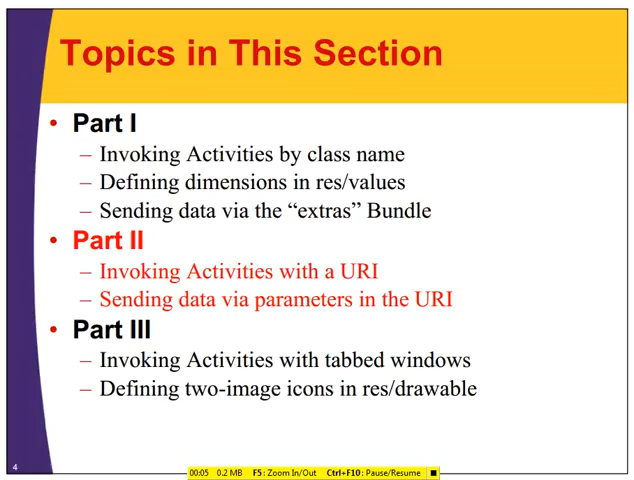 Topics in This Section
• Part I
– Invoking Activities by class name
– Defining dimensions in res/values
– Sending data via the “extras” Bundle
• Part II
– Invoking Activities with a URI
– Sending data via parameters in the URI
• Part III
– Invoking Activities with tabbed windows
– Defining two-image icons in res/drawable
4
00:05 0.2 MB F5: Zoom In/Out Ctrl+F10: Pause/Resume